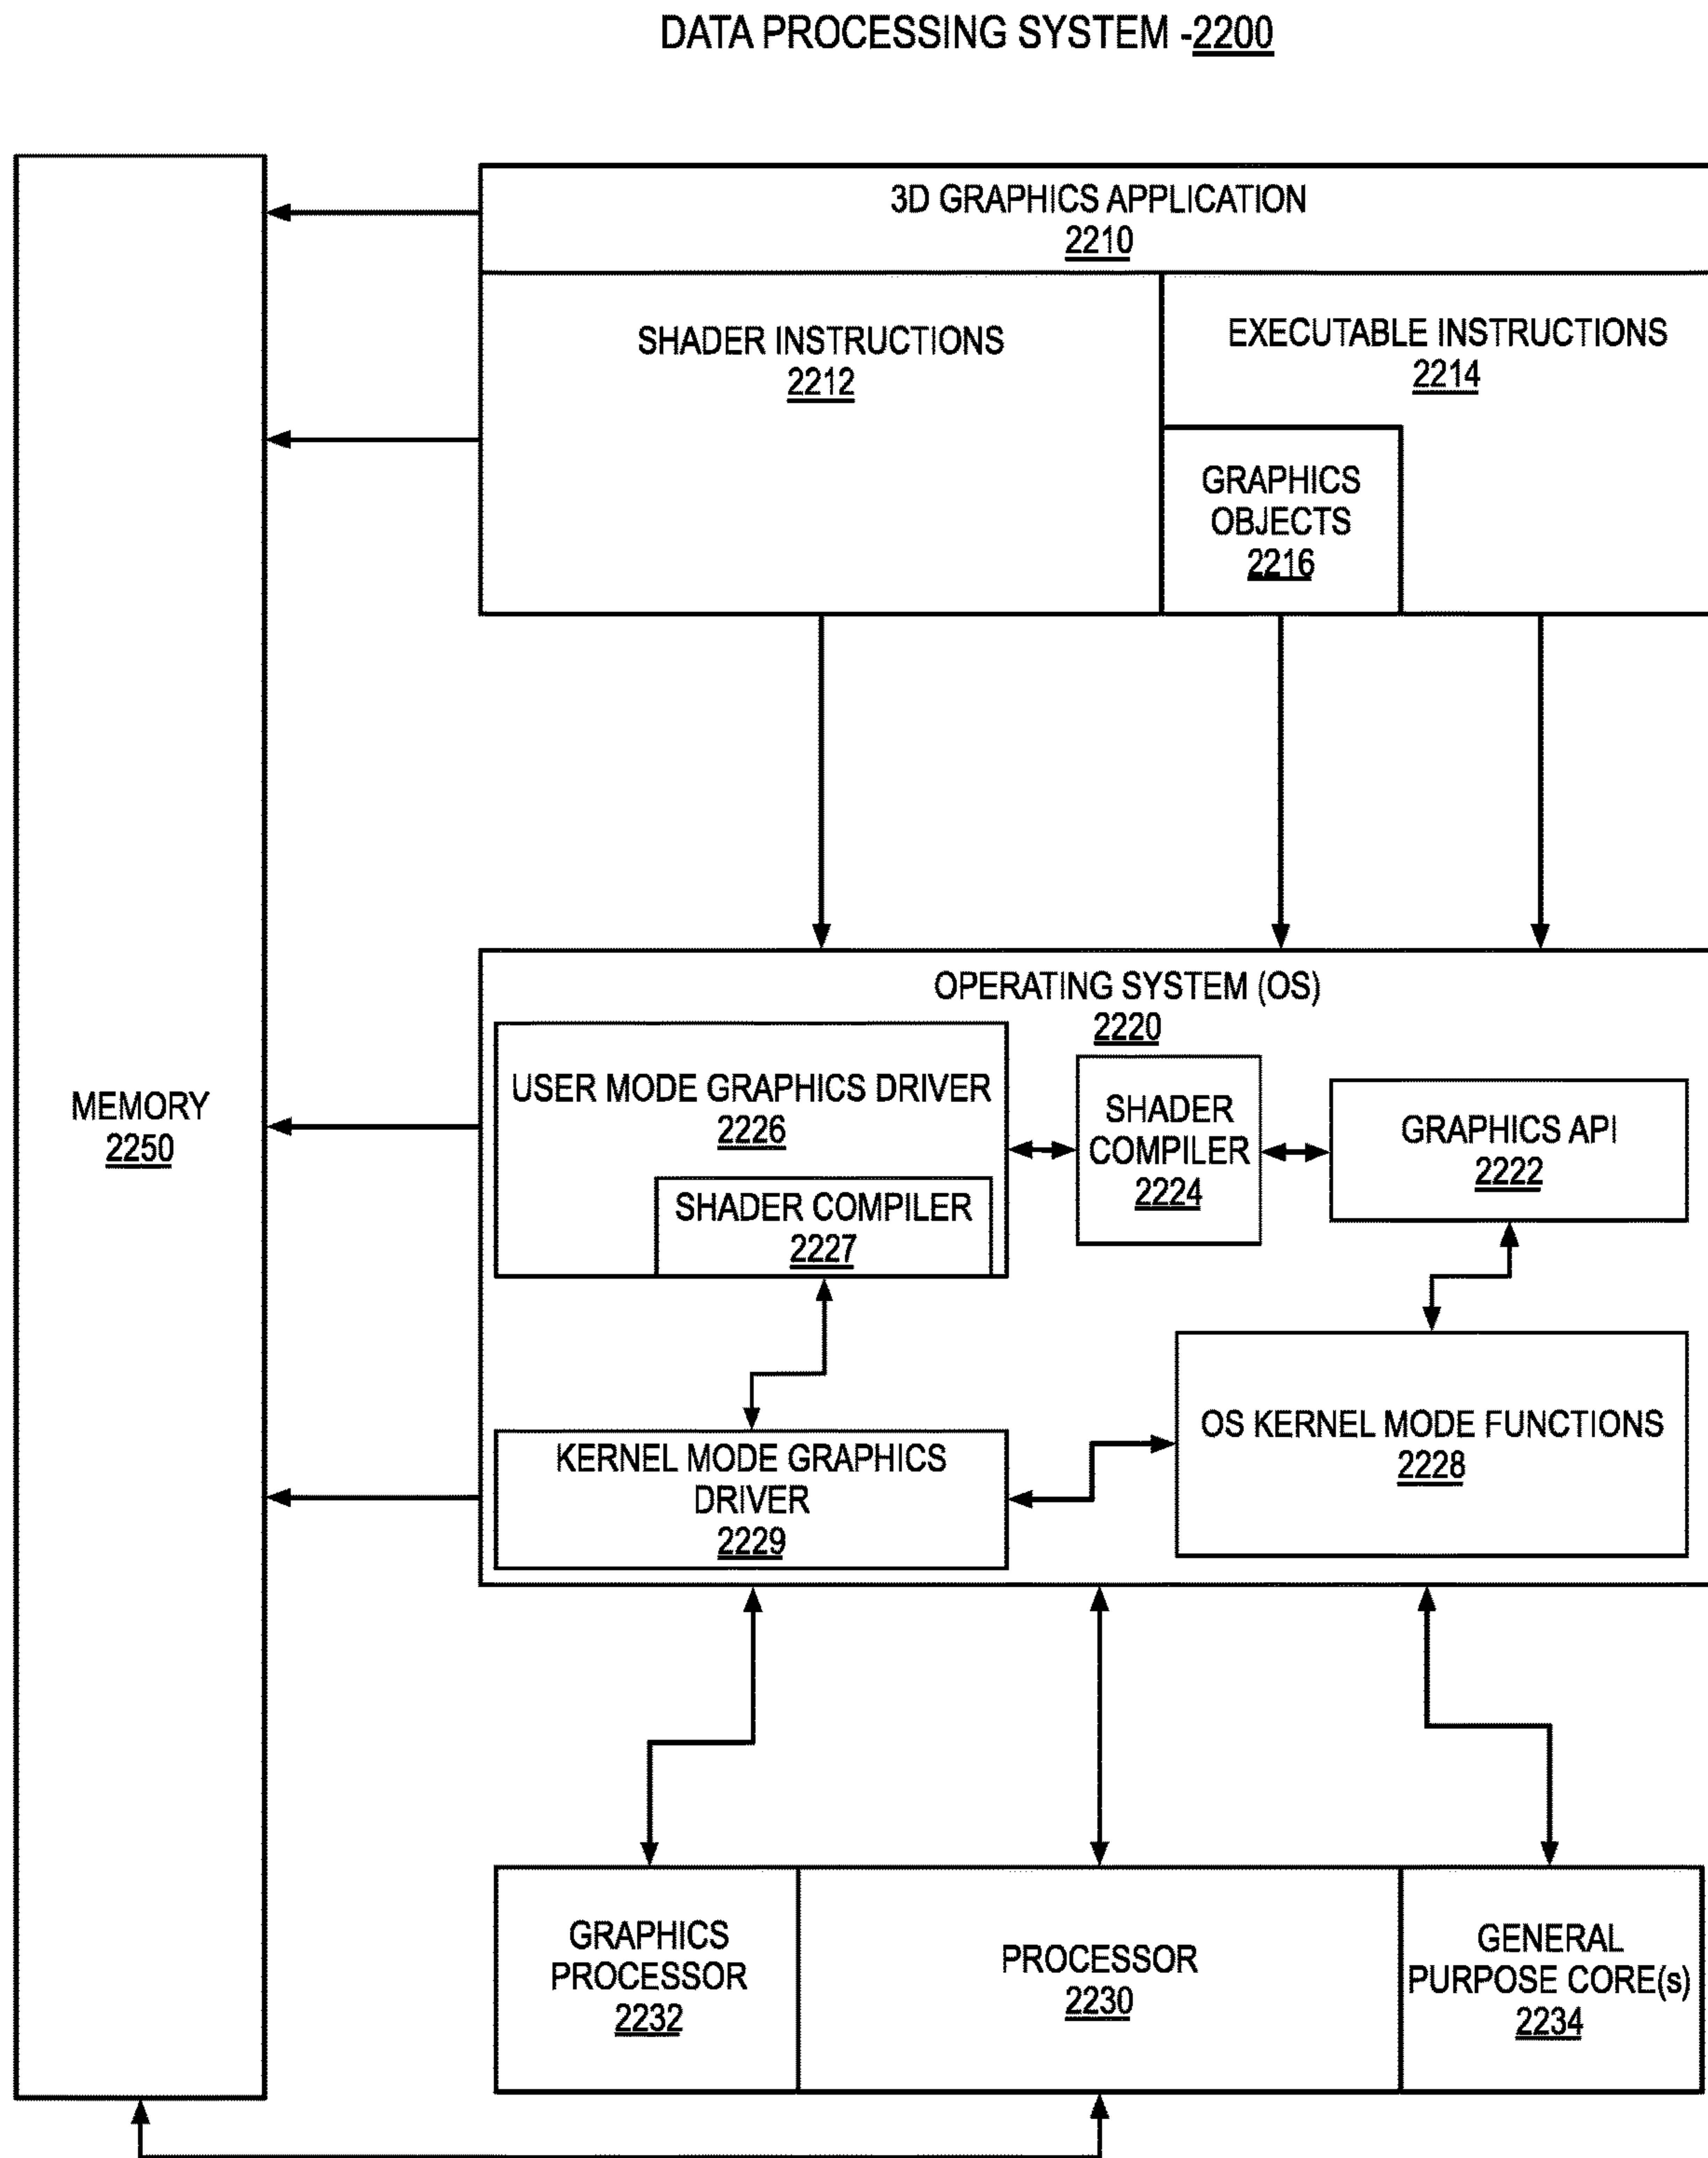 DATA PROCESSING SYSTEM -2200
3D GRAPHICS APPLICATION
2210
SHADER INSTRUCTIONS
2212
EXECUTABLE INSTRUCTIONS
2214
GRAPHICS
OBJECTS
2216
OPERATING SYSTEM (OS)
2220
USER MODE GRAPHICS DRIVER
2226
SHADER COMPILER
2227
SHADER
COMPILER
2224
GRAPHICS API
2222
MEMORY
2250
KERNEL MODE GRAPHICS
DRIVER
2229
OS KERNEL MODE FUNCTIONS
2228
GRAPHICS
PROCESSOR
2232
PROCESSOR
2230
GENERAL
PURPOSE CORE(s)
2234